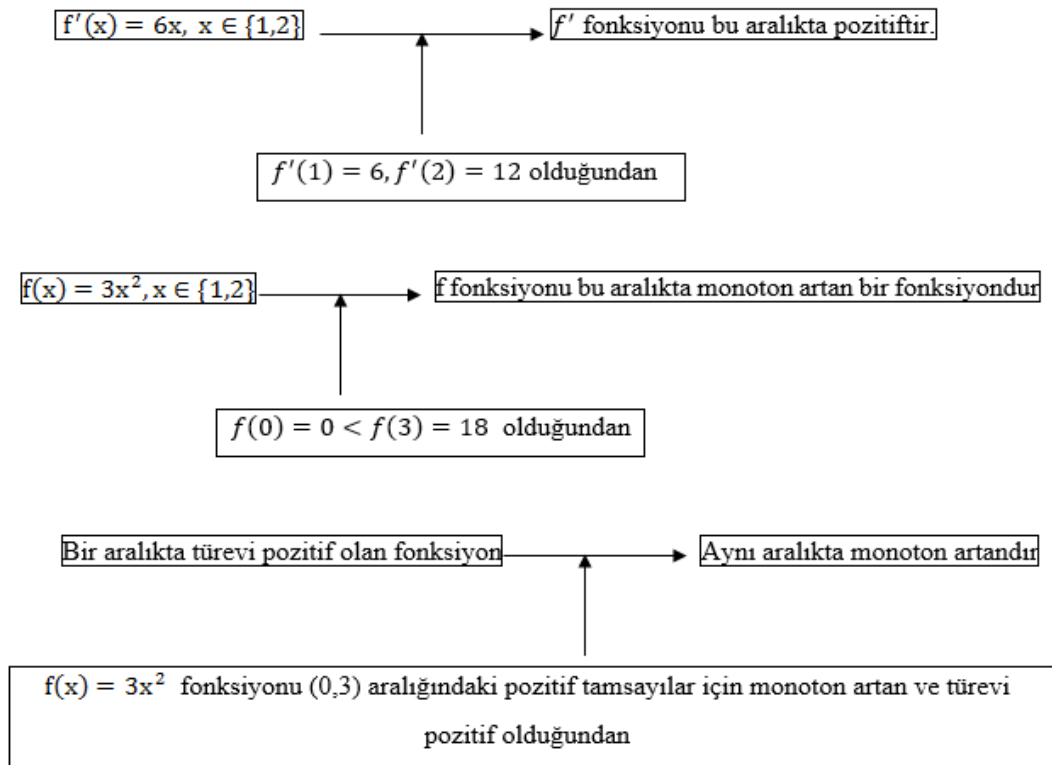 f′(x) = 6x, x ∈ {1,2}
f′ fonksiyonu bu aralıkta pozitiftir.
f′(1) = 6, f′(2) = 12 olduğundan
f(x) = 3x², x ∈ {1,2}
f fonksiyonu bu aralıkta monoton artan bir fonksiyondur
f(0) = 0 < f(3) = 18 olduğundan
Bir aralıkta türevi pozitif olan fonksiyon
Aynı aralıkta monoton artandır
f(x) = 3x² fonksiyonu (0,3) aralığındaki pozitif tamsayılar için monoton artan ve türevi
pozitif olduğundan